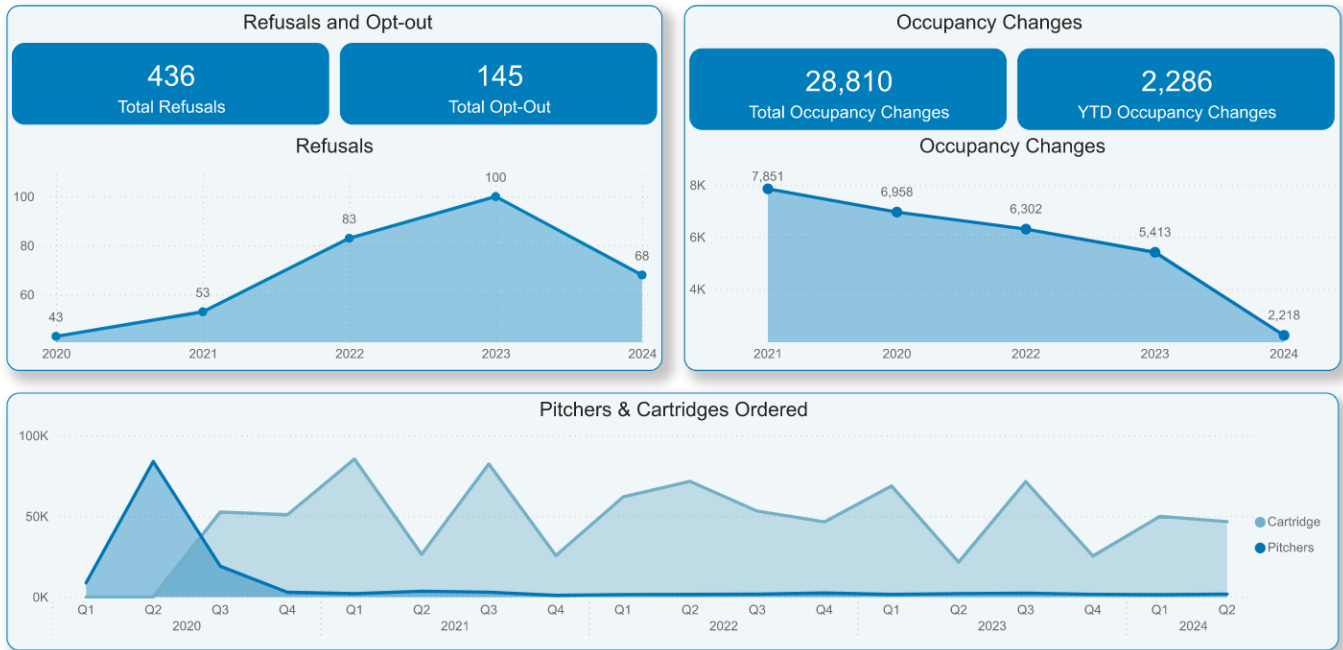 Refusals and Opt-out
436
Total Refusals
145
Total Opt-Out
Refusals
100
80
60
43
53
83
100
68
2020
2021
2022
2023
2024
Occupancy Changes
28,810
Total Occupancy Changes
2,286
YTD Occupancy Changes
Occupancy Changes
8K
6K
4K
7,851
6,958
6,302
5,413
2,218
2021
2020
2022
2023
2024
Pitchers & Cartridges Ordered
100K
50K
0K
Q1
Q2
Q3
Q4
Q1
Q2
Q3
Q4
Q1
Q2
Q3
Q4
Q1
Q2
Q3
Q4
Q1
Q2
2020
2021
2022
2023
2024
Cartridge
Pitchers